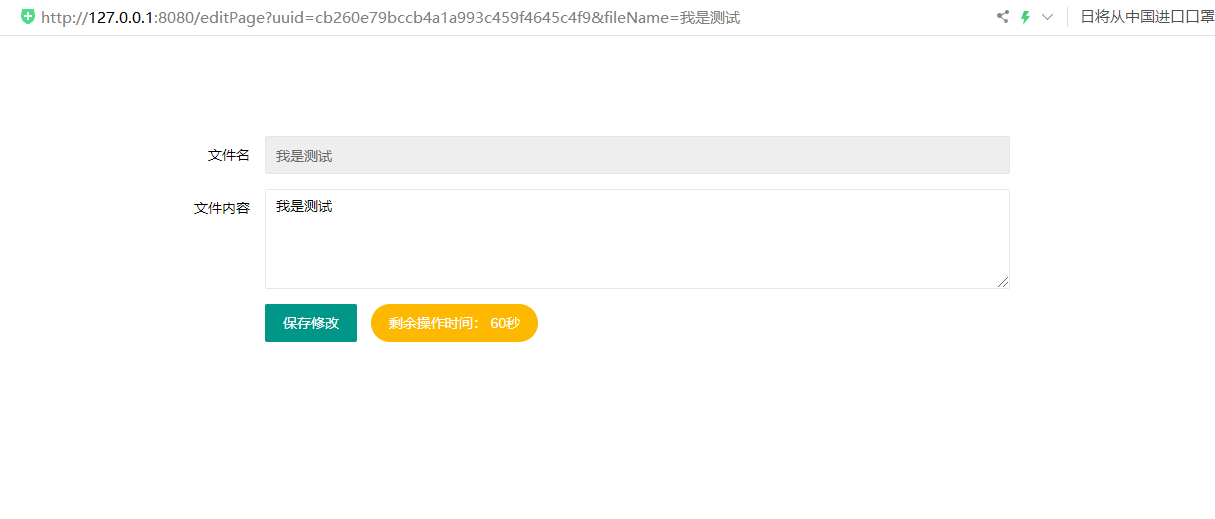 http://127.0.0.1:8080/editPage?uuid=cb260e79bccb4a1a993c459f4645c4f9&fileName=我是测试 日将从中国进口口罩
文件名 我是测试
文件内容 我是测试
保存修改 剩余操作时间： 60秒